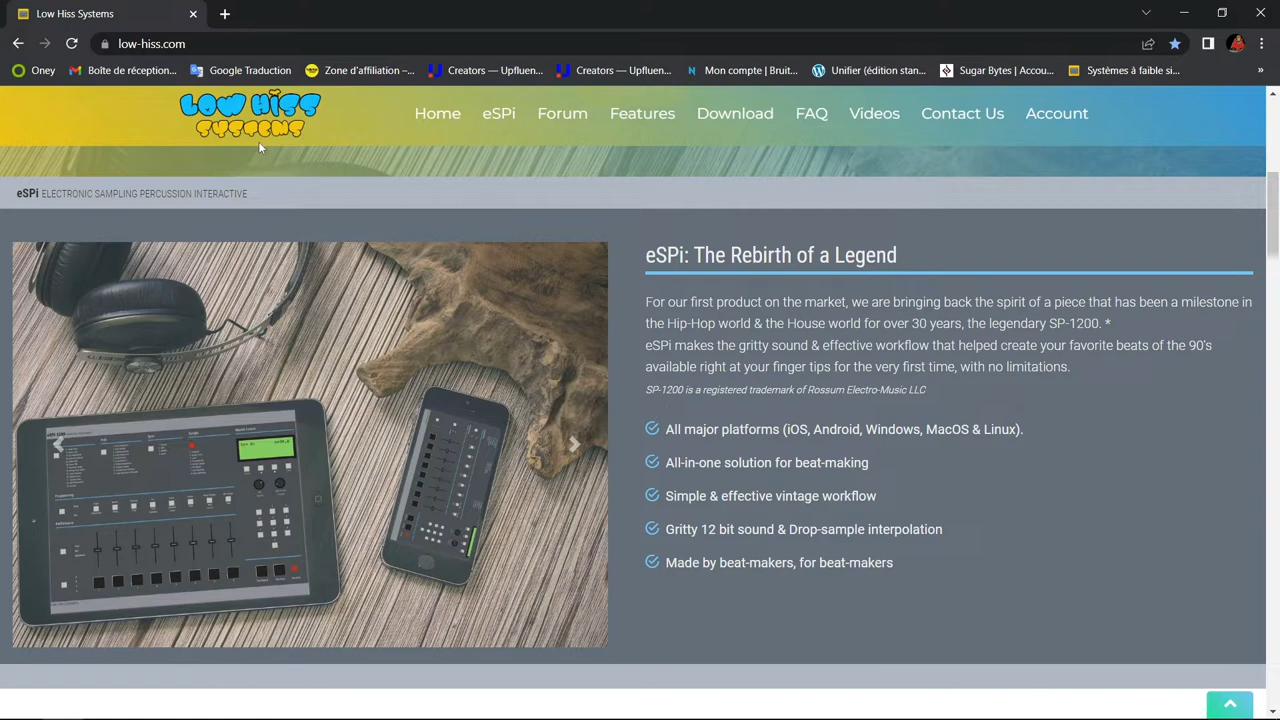 Low Hiss Systems
low-hiss.com
Oney
Boîte de réception...
Google Traduction
Zone d'affiliation –...
Creators — Upfluen...
Creators — Upfluen...
Mon compte | Bruit...
Unifier (édition stan...
Sugar Bytes | Accou...
Systèmes à faible si...
»
LOW HISS
SYSTEMS
Home
eSPi
Forum
Features
Download
FAQ
Videos
Contact Us
Account
eSPi ELECTRONIC SAMPLING PERCUSSION INTERACTIVE
eSPi: The Rebirth of a Legend
For our first product on the market, we are bringing back the spirit of a piece that has been a milestone in
the Hip-Hop world & the House world for over 30 years, the legendary SP-1200. *
eSPi makes the gritty sound & effective workflow that helped create your favorite beats of the 90's
available right at your finger tips for the very first time, with no limitations.
SP-1200 is a registered trademark of Rossum Electro-Music LLC
All major platforms (iOS, Android, Windows, MacOS & Linux).
All-in-one solution for beat-making
Simple & effective vintage workflow
Gritty 12 bit sound & Drop-sample interpolation
Made by beat-makers, for beat-makers